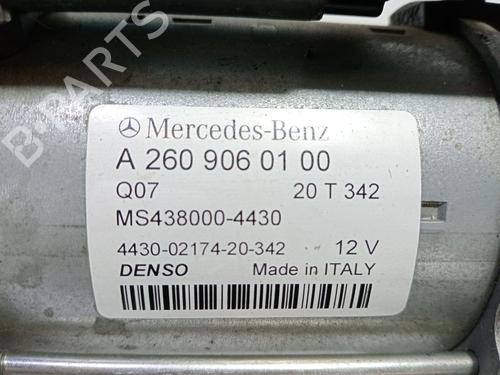 Mercedes-Benz
A 260 906 01 00
Q07 20 T 342
MS438000-4430
4430-02174-20-342 12 V
DENSO Made in ITALY
B-PARTS